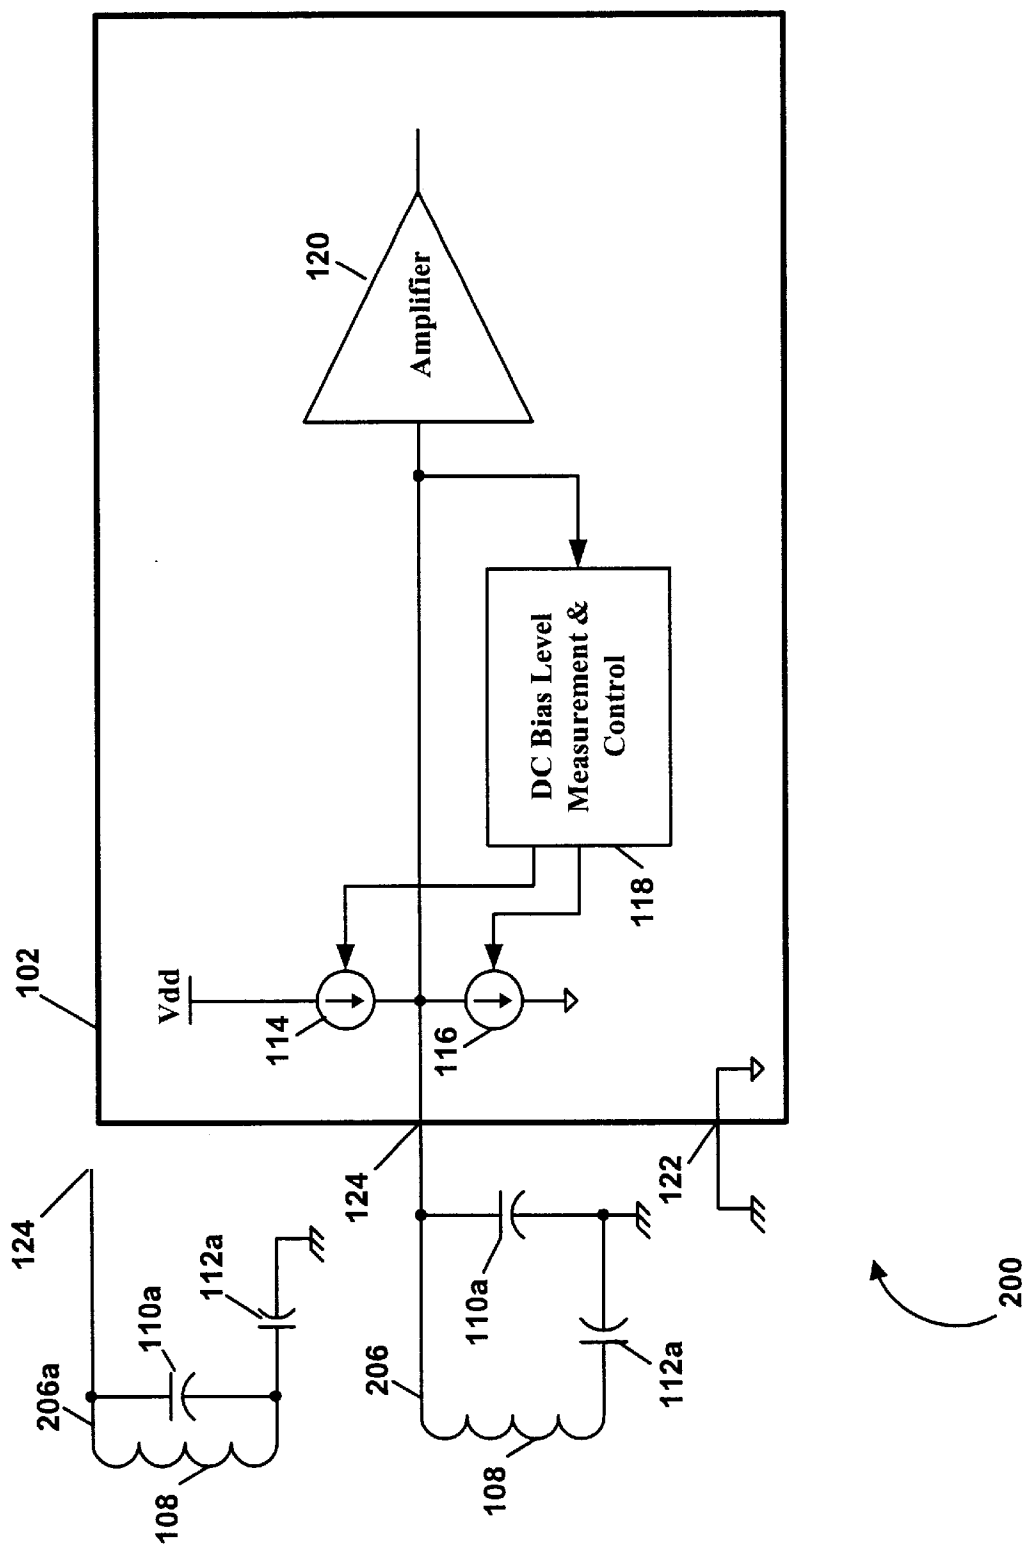 102
120
Amplifier
Vdd
114
116
DC Bias Level
Measurement &
Control
118
124
124
122
206a
110a
112a
108
206
110a
112a
108
200